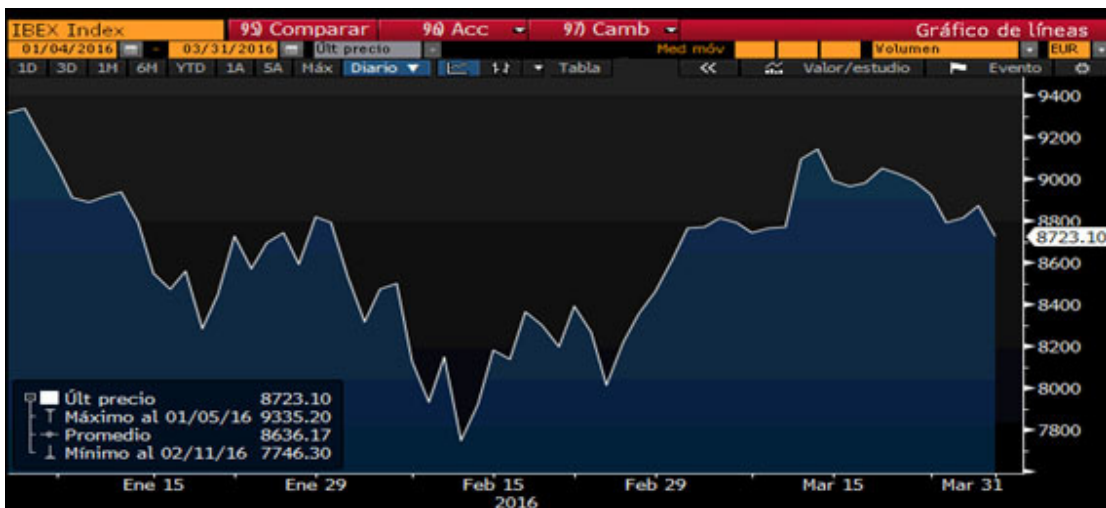 IBEX Index 95) Comparar 96) Acc 97) Camb Gráfico de líneas
01/04/2016 - 03/31/2016 Últ precio Med móv Volumen EUR
1D 3D 1M 6M YTD 1A 5A Máx Diario Tabla << Valor/estudio Evento
9400
9200
9000
8800
8723.10
8600
8400
8200
8000
7800
Últ precio 8723.10
Máximo al 01/05/16 9335.20
Promedio 8636.17
Mínimo al 02/11/16 7746.30
Ene 15 Ene 29 Feb 15 Feb 29 Mar 15 Mar 31
2016